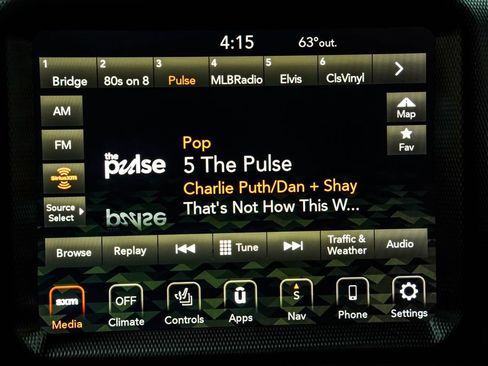 4:15 63°out.
1 Bridge 2 80s on 8 3 Pulse 4 MLBRadio 5 Elvis 6 ClsVinyl
AM
Map
FM
Fav
SiriusXM
the pulse
Pop
5 The Pulse
Charlie Puth/Dan + Shay
That's Not How This W...
Source
Select
Browse Replay Tune Traffic & Weather Audio
sxm OFF ū S
Media Climate Controls Apps Nav Phone Settings